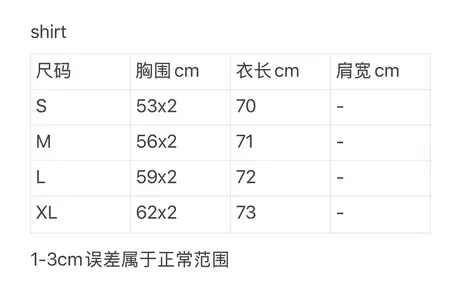 shirt
尺码 胸围cm 衣长cm 肩宽cm
S 53x2 70 -
M 56x2 71 -
L 59x2 72 -
XL 62x2 73 -
1-3cm误差属于正常范围